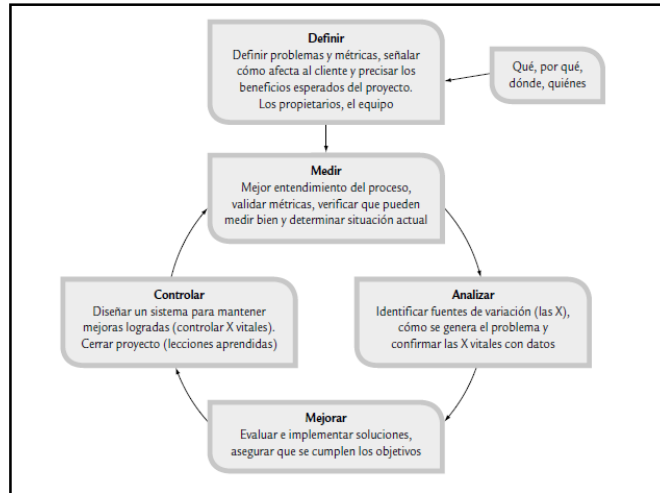 Definir
Definir problemas y métricas, señalar
cómo afecta al cliente y precisar los
beneficios esperados del proyecto.
Los propietarios, el equipo
Qué, por qué,
dónde, quiénes
Medir
Mejor entendimiento del proceso,
validar métricas, verificar que pueden
medir bien y determinar situación actual
Controlar
Diseñar un sistema para mantener
mejoras logradas (controlar X vitales).
Cerrar proyecto (lecciones aprendidas)
Analizar
Identificar fuentes de variación (las X),
cómo se genera el problema y
confirmar las X vitales con datos
Mejorar
Evaluar e implementar soluciones,
asegurar que se cumplen los objetivos